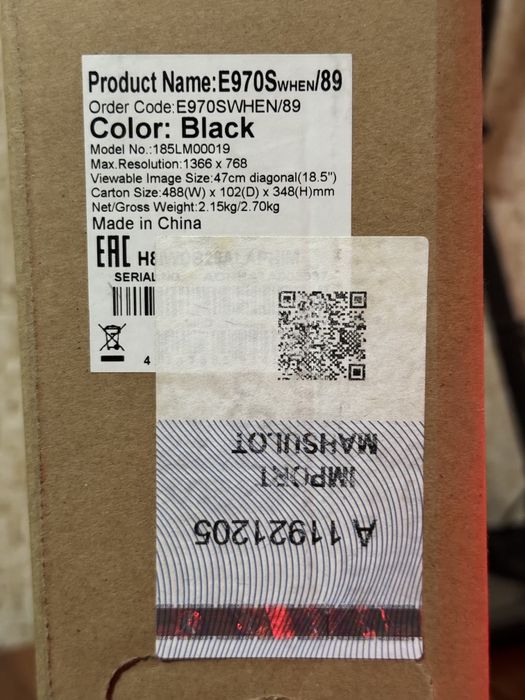 Product Name:E970SWHEN/89
Order Code:E970SWHEN/89
Color: Black
Model No.:185LM00019
Max.Resolution:1366 x 768
Viewable Image Size:47cm diagonal(18.5")
Carton Size:488(W) x 102(D) x 348(H)mm
Net/Gross Weight:2.15kg/2.70kg
Made in China
EAC
SERIAL
4
IMPORT
MAHSULOT
A 11921205